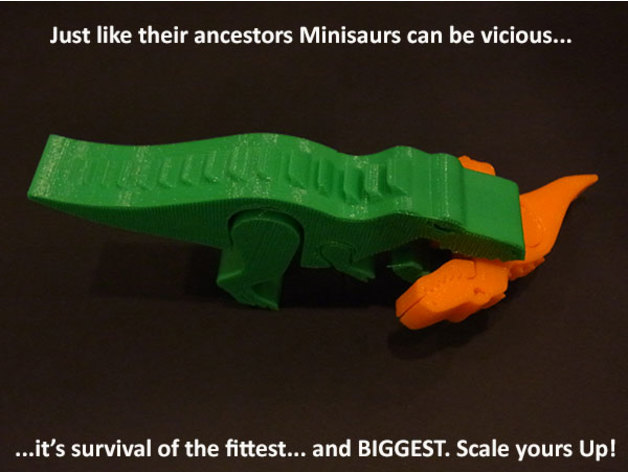 Just like their ancestors Minisaurs can be vicious...
...it's survival of the fittest... and BIGGEST. Scale yours Up!